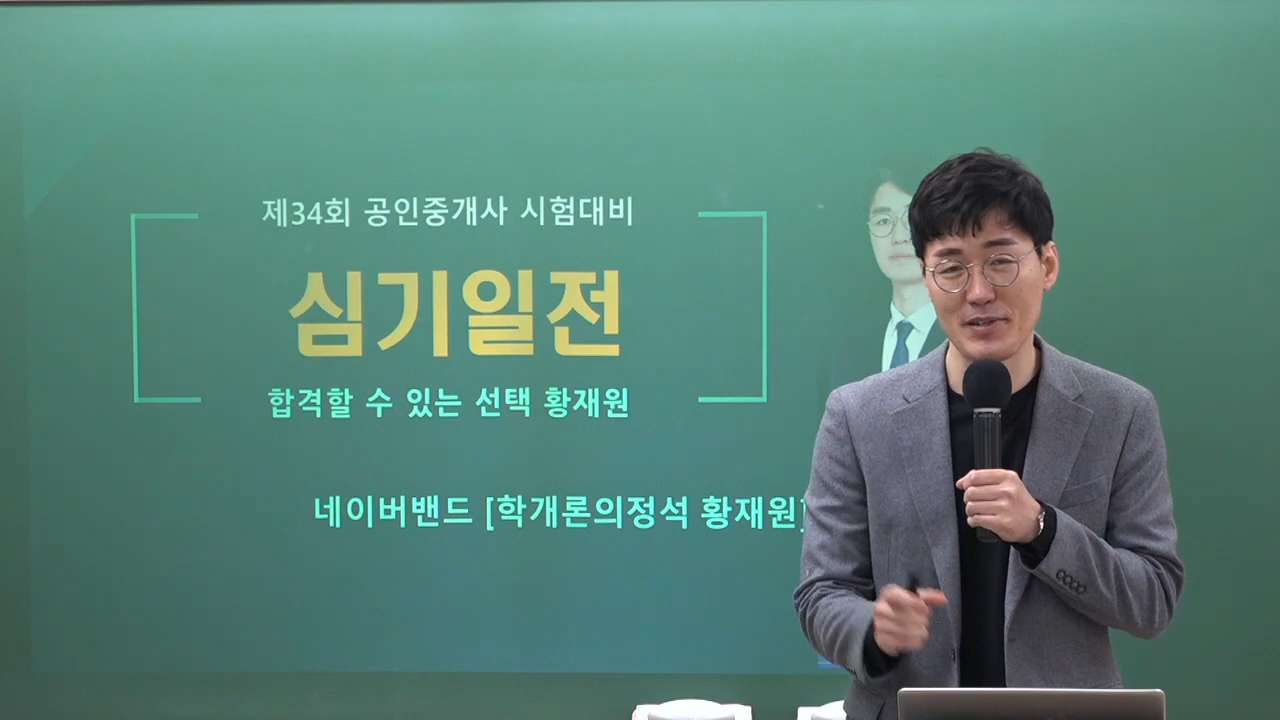 제34회 공인중개사 시험대비
심기일전
합격할 수 있는 선택 황재원
네이버밴드 [학개론의정석 황재원]